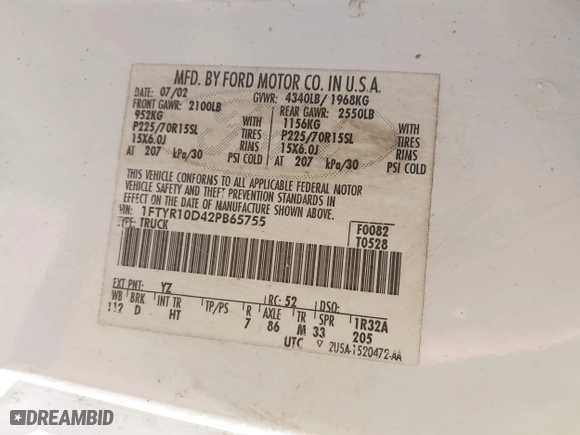 MFD. BY FORD MOTOR CO. IN U.S.A.
DATE: 07/02 GVWR: 4340LB/ 1968KG
FRONT GAWR: 2100LB REAR GAWR: 2550LB
952KG WITH 1156KG WITH
P225/70R15SL TIRES P225/70R15SL TIRES
15X6.0J RIMS 15X6.0J RIMS
AT 207 kPa/30 PSI COLD AT 207 kPa/30 PSI COLD
THIS VEHICLE CONFORMS TO ALL APPLICABLE FEDERAL MOTOR
VEHICLE SAFETY AND THEFT PREVENTION STANDARDS IN
EFFECT ON THE DATE OF MANUFACTURE SHOWN ABOVE.
VIN: 1FTYR10D42PB65755 F0082
TYPE: TRUCK T0528
EXT PNT: YZ RC: 52 DSO:
WB BRK INT TR TP/PS R AXLE TR SPR 1R32A
112 D HT 7 86 M 33 205
UTC ▽ 2U5A-1520472-AA
DREAMBID